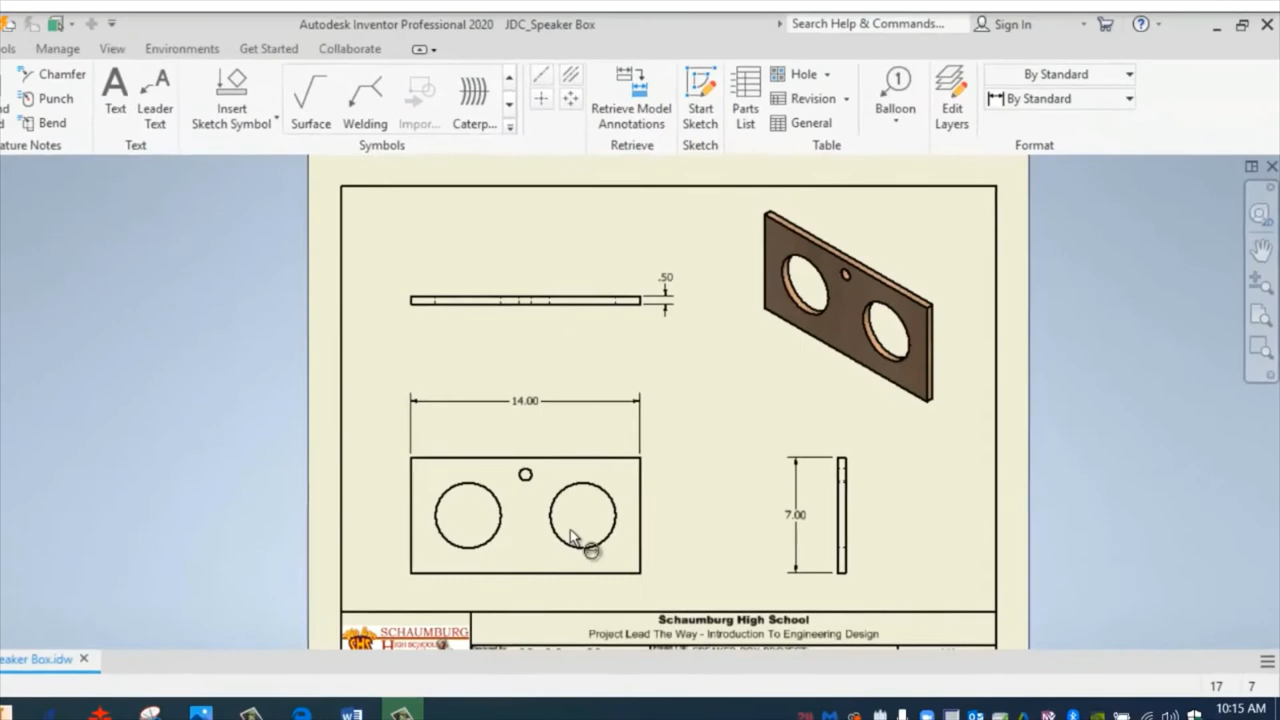 Autodesk Inventor Professional 2020 JDC_Speaker Box
Search Help & Commands...
Sign In
Manage View Environments Get Started Collaborate
Chamfer
Punch
Bend
Text
Leader Text
Insert Sketch Symbol
Surface
Welding
Impor...
Caterp...
Retrieve Model Annotations
Start Sketch
Parts List
Hole
Revision
General
Balloon
Edit Layers
By Standard
By Standard
Text
Symbols
Retrieve
Sketch
Table
Format
.50
14.00
7.00
Schaumburg High School
Project Lead The Way - Introduction To Engineering Design
SCHAUMBURG
HIGH SCHOOL
eaker Box.idw
17 7
10:15 AM